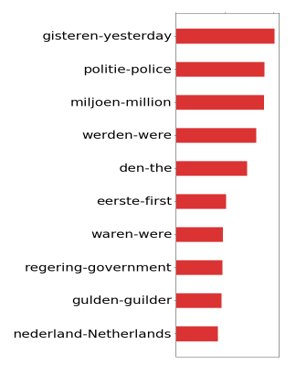 gisteren-yesterday
politie-police
miljoen-million
werden-were
den-the
eerste-first
waren-were
regering-government
gulden-guilder
nederland-Netherlands